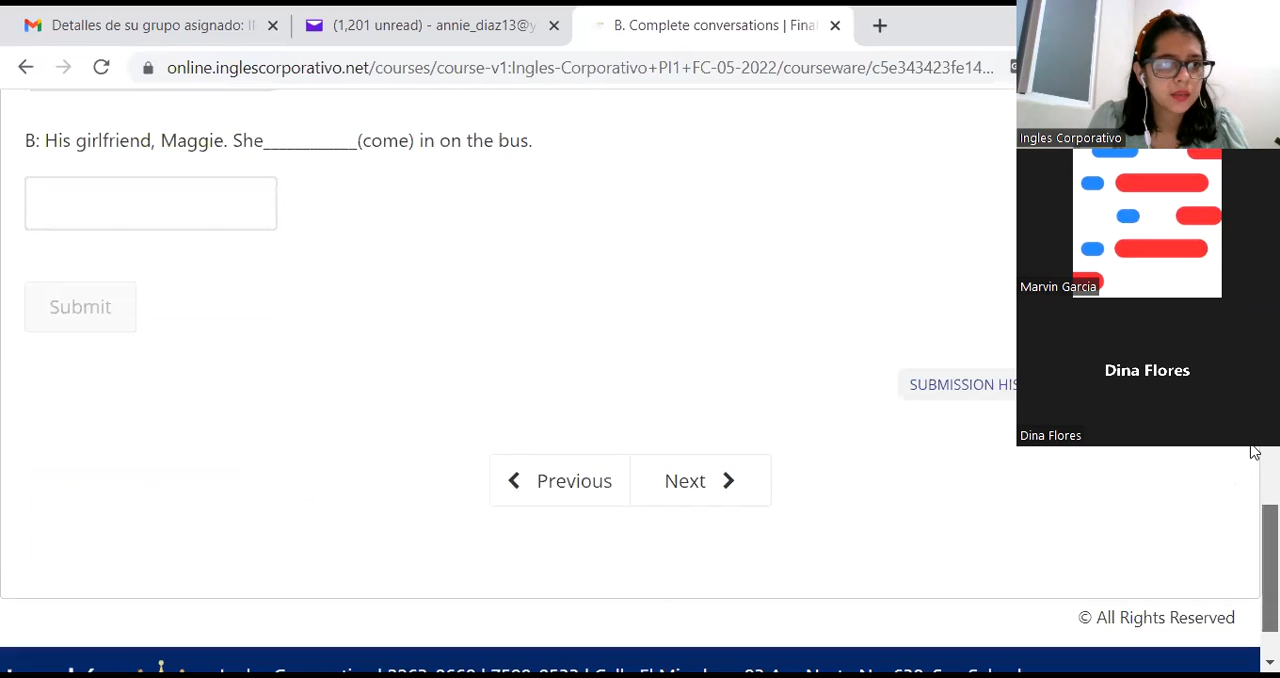 Detalles de su grupo asignado: I
(1,201 unread) - annie_diaz13@y
B. Complete conversations | Fina
online.inglescorporativo.net/courses/course-v1:Ingles-Corporativo+PI1+FC-05-2022/courseware/c5e343423fe14...
Ingles Corporativo
B: His girlfriend, Maggie. She___________(come) in on the bus.
Marvin Garcia
Submit
Dina Flores
SUBMISSION HIS
Dina Flores
Previous
Next
© All Rights Reserved